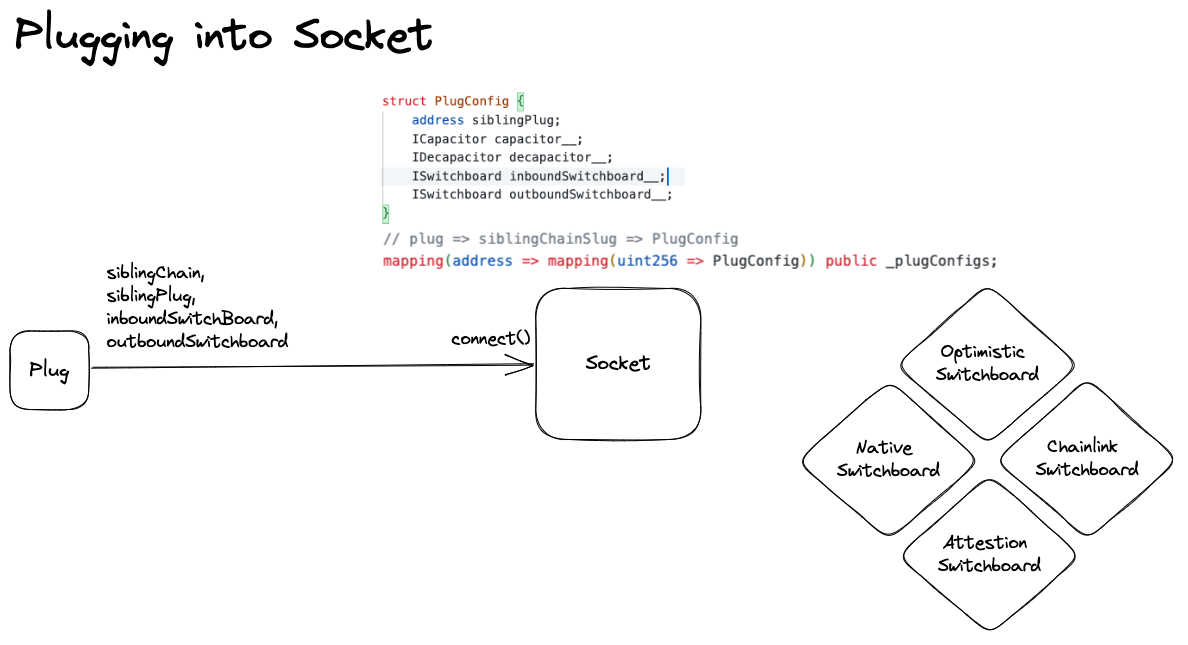 Plugging into Socket
struct PlugConfig {
address siblingPlug;
ICapacitor capacitor__;
IDecapacitor decapacitor__;
ISwitchboard inboundSwitchboard__;
ISwitchboard outboundSwitchboard__;
}
// plug => siblingChainSlug => PlugConfig
mapping(address => mapping(uint256 => PlugConfig)) public _plugConfigs;
siblingChain,
siblingPlug,
inboundSwitchBoard,
outboundSwitchboard
connect()
Plug
Socket
Optimistic
Switchboard
Native
Switchboard
Chainlink
Switchboard
Attestion
Switchboard